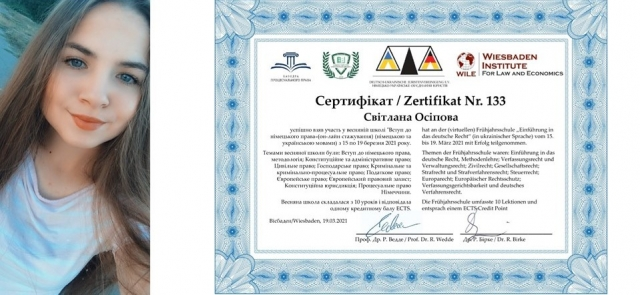 КАФЕДРА
ПРОЦЕСУАЛЬНОГО ПРАВА
WILE
WIESBADEN
INSTITUTE
FOR LAW AND ECONOMICS
Сертифікат / Zertifikat Nr. 133
Світлана Осіпова
успішно взяв участь у весняній школі "Вступ до
німецького права»(он-лайн стажування) (німецькою та
українською мовами) з 15 по 19 березня 2021 року.
Темами весняної школи були: Вступ до німецького права,
методологія; Конституційне та адміністративне право;
Цивільне право; Господарське право; Кримінальне та
кримінально-процесуальне право; Податкове право;
Європейське право; Європейський правовий захист;
Конституційна юрисдикція; Процесуальне право
Німеччини.
Весняна школа складалася з 10 уроків і відповідала
одному кредитному балу ECTS.
Вісбаден/Wiesbaden, 19.03.2021
hat an der (virtuellen) Frühjahrsschule „Einführung in
das deutsche Recht" (in ukrainischer Sprache) vom 15.
bis 19. März 2021 mit Erfolg teilgenommen.
Themen der Frühjahrsschule waren: Einführung in das
deutsche Recht, Methodenlehre; Verfassungsrecht und
Verwaltungsrecht; Zivilrecht; Gesellschaftsrecht;
Strafrecht und Strafverfahrensrecht; Steuerrecht;
Europarecht; Europäischer Rechtsschutz;
Verfassungsgerichtsbarkeit und deutsches
Verfahrensrecht.
Die Frühjahrsschule umfasste 10 Lektionen and
entsprach einem ECTS-Credit Point
Проф. Др. Р. Ведде / Prof. Dr. R. Wedde
Др. Р. Бірке / Dr. R. Birke